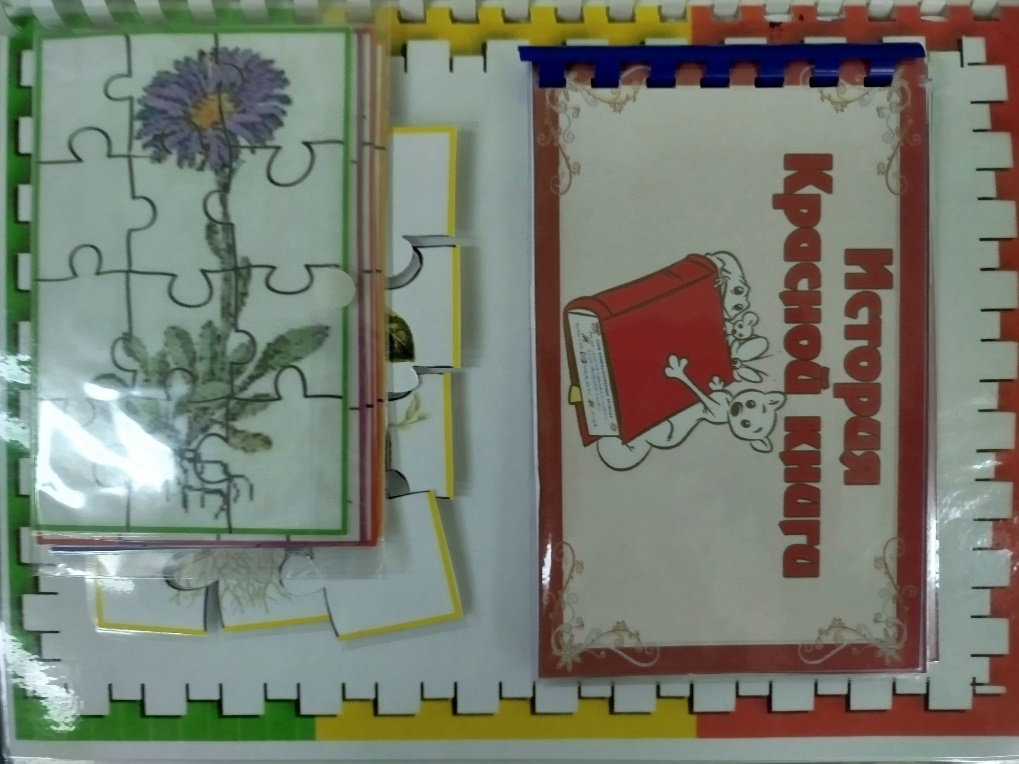 История
Красной книги